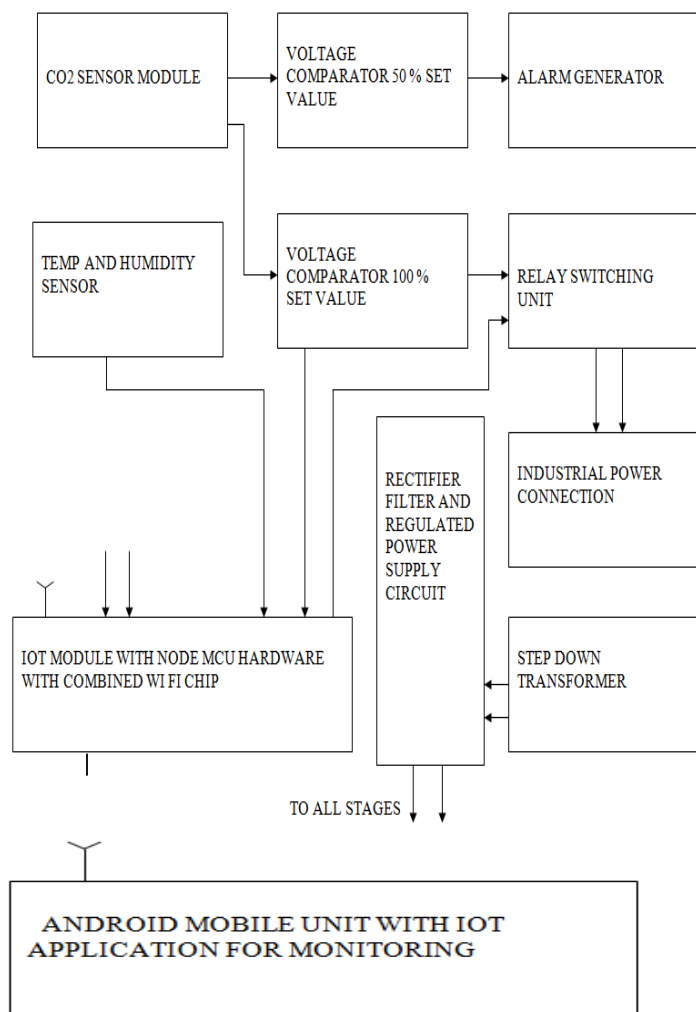 CO2 SENSOR MODULE
VOLTAGE
COMPARATOR 50 % SET
VALUE
ALARM GENERATOR
TEMP AND HUMIDITY
SENSOR
VOLTAGE
COMPARATOR 100 %
SET VALUE
RELAY SWITCHING
UNIT
RECTIFIER
FILTER AND
REGULATED
POWER
SUPPLY
CIRCUIT
INDUSTRIAL POWER
CONNECTION
IOT MODULE WITH NODE MCU HARDWARE
WITH COMBINED WI FI CHIP
STEP DOWN
TRANSFORMER
TO ALL STAGES
ANDROID MOBILE UNIT WITH IOT
APPLICATION FOR MONITORING